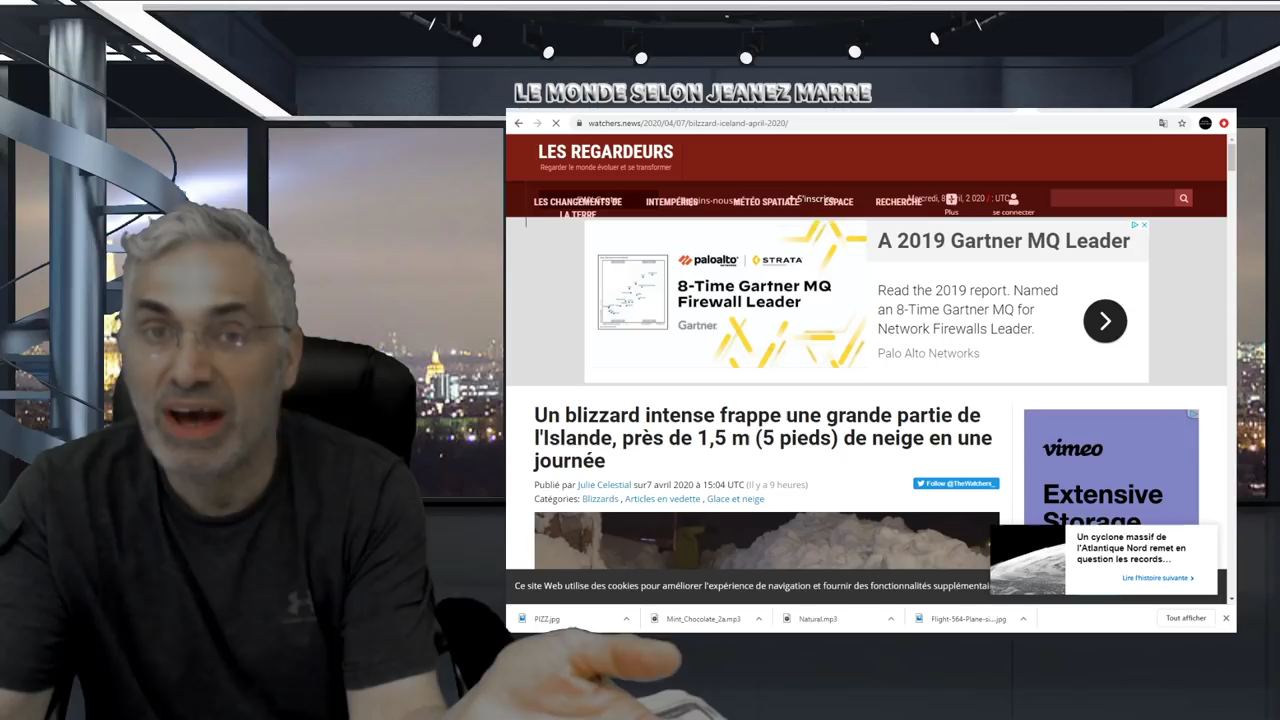 LE MONDE SELON JEANEZ MARRE
watchers.news/2020/04/07/bilzzard-iceland-april-2020/
LES REGARDEURS
Regarder le monde évoluer et se transformer
LES CHANGEMENTS DE LA TERRE
INTEMPÉRIES
MÉTÉO SPATIALE
S'inscrire
ESPACE
RECHERCHE
Plus
se connecter
paloalto
STRATA
8-Time Gartner MQ
Firewall Leader
Gartner
A 2019 Gartner MQ Leader
Read the 2019 report. Named
an 8-Time Gartner MQ for
Network Firewalls Leader.
Palo Alto Networks
Un blizzard intense frappe une grande partie de
l'Islande, près de 1,5 m (5 pieds) de neige en une
journée
Publié par Julie Celestial sur7 avril 2020 à 15:04 UTC (Il y a 9 heures)
Follow @TheWatchers_
Catégories: Blizzards , Articles en vedette , Glace et neige
vimeo
Extensive
Storage
Un cyclone massif de
l'Atlantique Nord remet en
question les records...
Lire l'histoire suivante >
Ce site Web utilise des cookies pour améliorer l'expérience de navigation et fournir des fonctionnalités
PIZZ.jpg
Mint_Chocolate_2a.mp3
Natural.mp3
Flight-564-Plane-si....jpg
Tout afficher